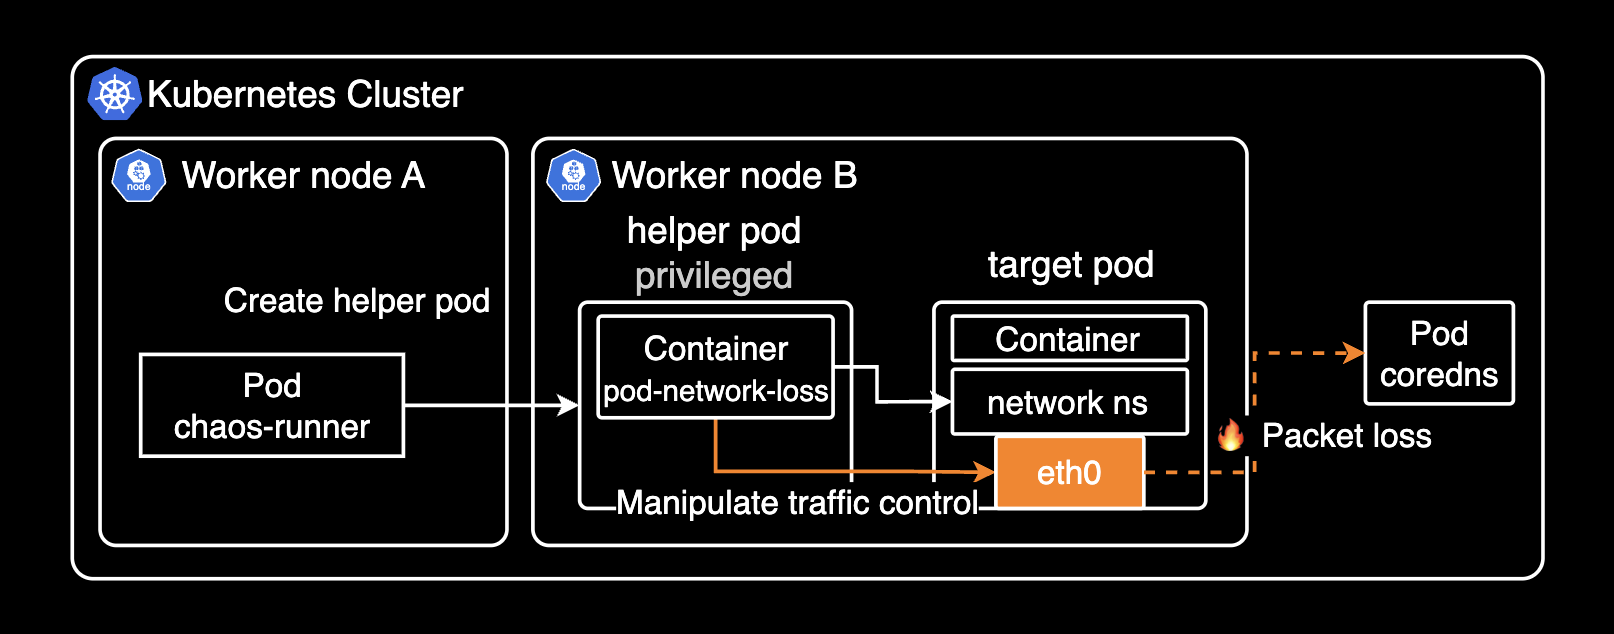 Kubernetes Cluster
node
Worker node A
Create helper pod
Pod
chaos-runner
node
Worker node B
helper pod
privileged
Container
pod-network-loss
Manipulate traffic control
target pod
Container
network ns
eth0
Packet loss
Pod
coredns